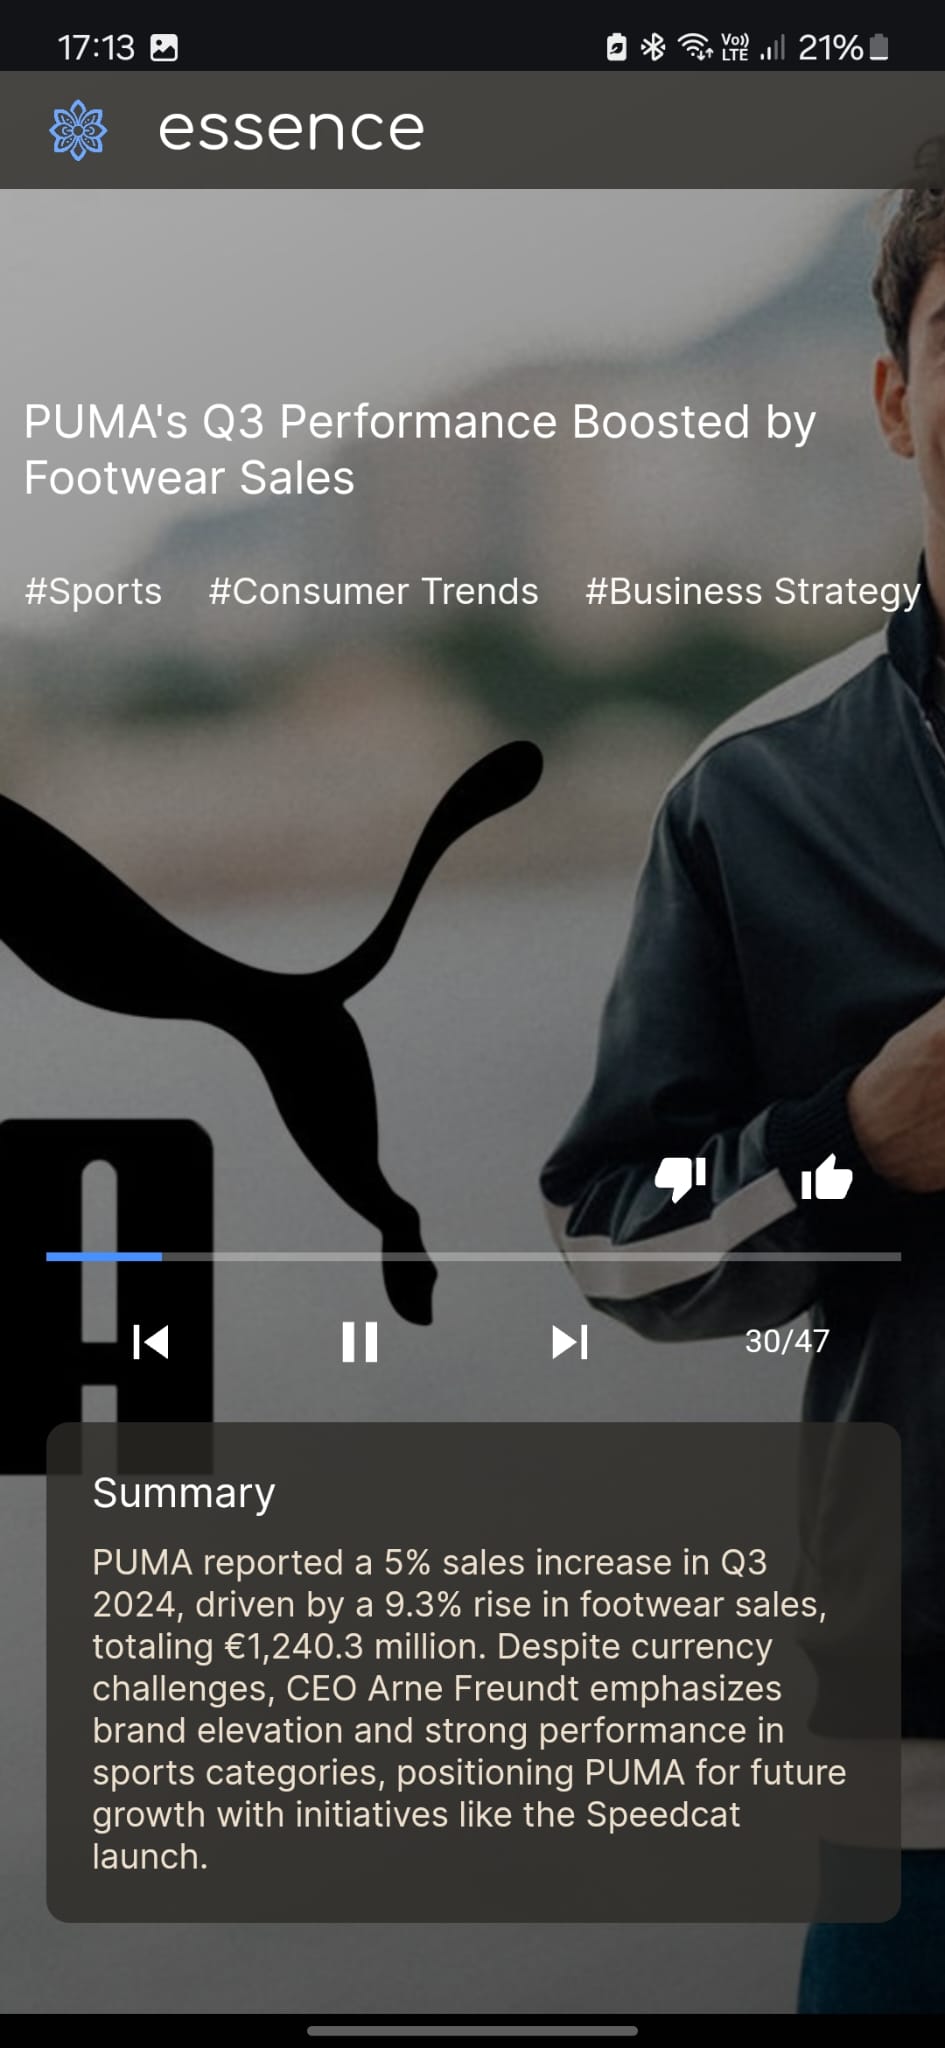 17:13
Vo))
LTE
21%
essence
PUMA's Q3 Performance Boosted by
Footwear Sales
#Sports #Consumer Trends #Business Strategy
A
30/47
Summary
PUMA reported a 5% sales increase in Q3
2024, driven by a 9.3% rise in footwear sales,
totaling €1,240.3 million. Despite currency
challenges, CEO Arne Freundt emphasizes
brand elevation and strong performance in
sports categories, positioning PUMA for future
growth with initiatives like the Speedcat
launch.